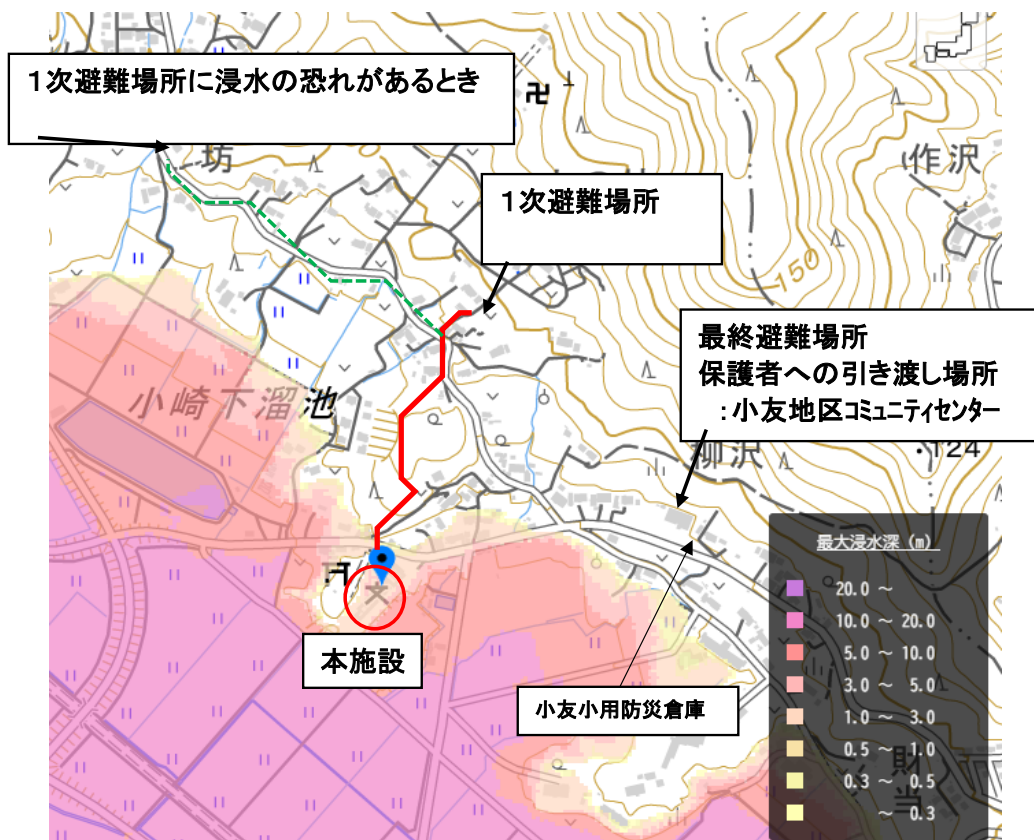 1次避難場所に浸水の恐れがあるとき
坊
作沢
1次避難場所
150
最終避難場所
保護者への引き渡し場所
:小友地区コミュニティセンター
小崎下溜池
柳沢
・124
最大浸水深 (m)
20.0 ～
10.0 ～ 20.0
5.0 ～ 10.0
3.0 ～ 5.0
1.0 ～ 3.0
0.5 ～ 1.0
0.3 ～ 0.5
～ 0.3
本施設
小友小用防災倉庫
財当